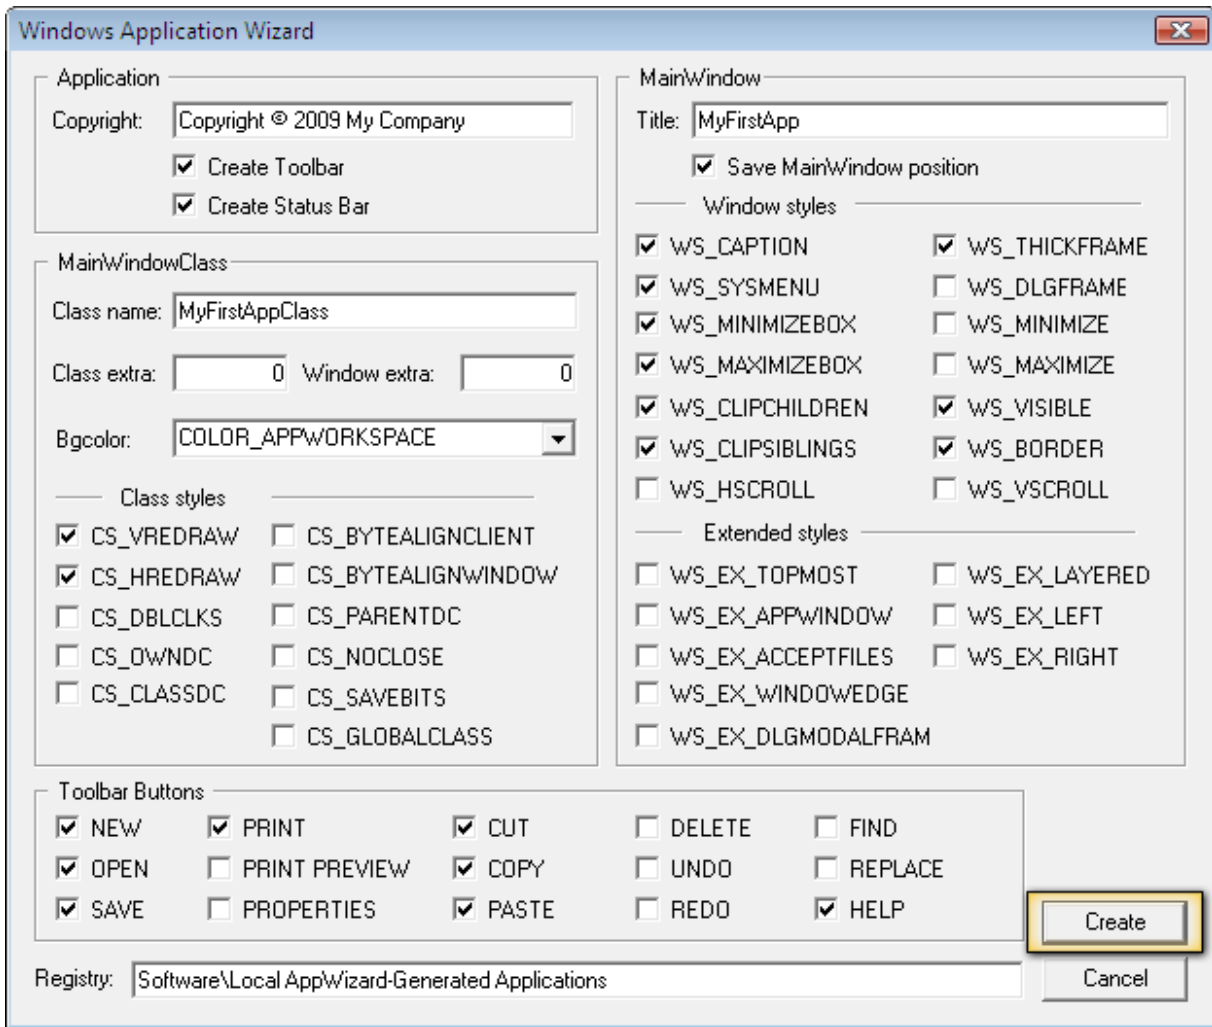 Windows Application Wizard
Application
Copyright: Copyright © 2009 My Company
Create Toolbar
Create Status Bar
MainWindowClass
Class name: MyFirstAppClass
Class extra: 0 Window extra: 0
Bgcolor: COLOR_APPWORKSPACE
Class styles
CS_VREDRAW CS_BYTEALIGNCLIENT
CS_HREDRAW CS_BYTEALIGNWINDOW
CS_DBLCLKS CS_PARENTDC
CS_OWNDC CS_NOCLOSE
CS_CLASSDC CS_SAVEBITS
CS_GLOBALCLASS
MainWindow
Title: MyFirstApp
Save MainWindow position
Window styles
WS_CAPTION WS_THICKFRAME
WS_SYSMENU WS_DLGFRAME
WS_MINIMIZEBOX WS_MINIMIZE
WS_MAXIMIZEBOX WS_MAXIMIZE
WS_CLIPCHILDREN WS_VISIBLE
WS_CLIPSIBLINGS WS_BORDER
WS_HSCROLL WS_VSCROLL
Extended styles
WS_EX_TOPMOST WS_EX_LAYERED
WS_EX_APPWINDOW WS_EX_LEFT
WS_EX_ACCEPTFILES WS_EX_RIGHT
WS_EX_WINDOWEDGE
WS_EX_DLGMODALFRAM
Toolbar Buttons
NEW PRINT CUT DELETE FIND
OPEN PRINT PREVIEW COPY UNDO REPLACE
SAVE PROPERTIES PASTE REDO HELP
Create
Registry: Software\Local AppWizard-Generated Applications
Cancel